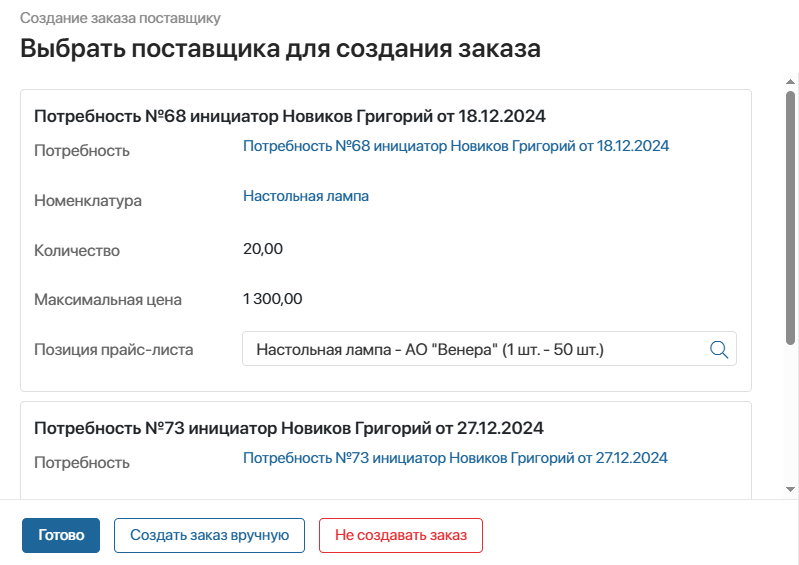 Создание заказа поставщику
Выбрать поставщика для создания заказа
Потребность №68 инициатор Новиков Григорий от 18.12.2024
Потребность Потребность №68 инициатор Новиков Григорий от 18.12.2024
Номенклатура Настольная лампа
Количество 20,00
Максимальная цена 1 300,00
Позиция прайс-листа Настольная лампа - АО "Венера" (1 шт. - 50 шт.)
Потребность №73 инициатор Новиков Григорий от 27.12.2024
Потребность Потребность №73 инициатор Новиков Григорий от 27.12.2024
Готово Создать заказ вручную Не создавать заказ